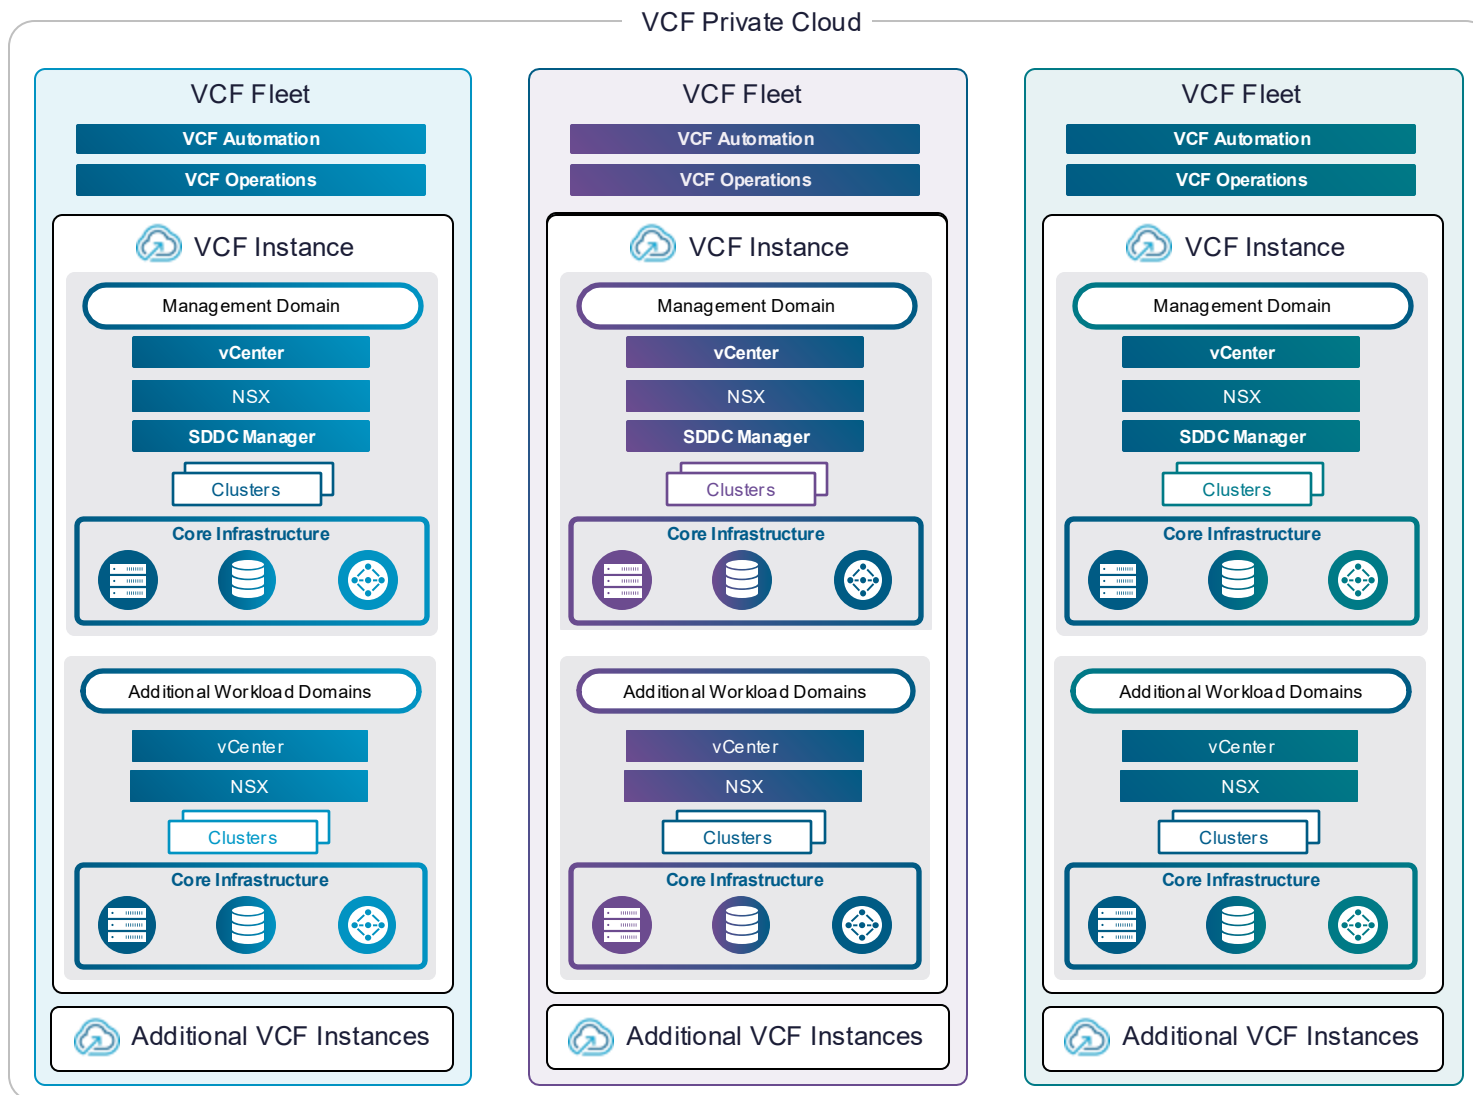 VCF Private Cloud
VCF Fleet
VCF Automation
VCF Operations
VCF Instance
Management Domain
vCenter
NSX
SDDC Manager
Clusters
Core Infrastructure
Additional Workload Domains
vCenter
NSX
Clusters
Core Infrastructure
Additional VCF Instances
VCF Fleet
VCF Automation
VCF Operations
VCF Instance
Management Domain
vCenter
NSX
SDDC Manager
Clusters
Core Infrastructure
Additional Workload Domains
vCenter
NSX
Clusters
Core Infrastructure
Additional VCF Instances
VCF Fleet
VCF Automation
VCF Operations
VCF Instance
Management Domain
vCenter
NSX
SDDC Manager
Clusters
Core Infrastructure
Additional Workload Domains
vCenter
NSX
Clusters
Core Infrastructure
Additional VCF Instances